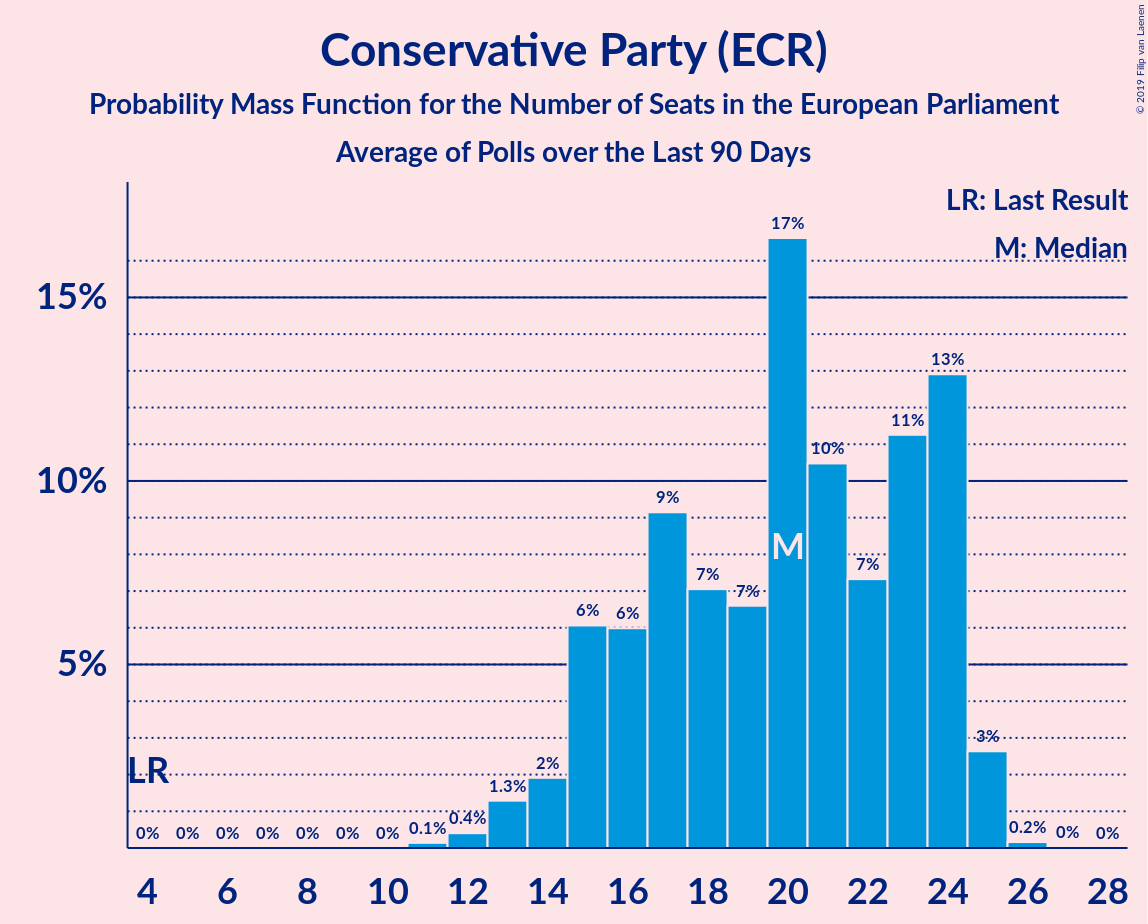 Conservative Party (ECR)
Probability Mass Function for the Number of Seats in the European Parliament
Average of Polls over the Last 90 Days
© 2019 Filip van Laenen
LR: Last Result
M: Median
15%
10%
5%
0% 0% 0% 0% 0% 0% 0% 0.1% 0.4% 1.3% 2% 6% 6% 9% 7% 7% 17% 10% 7% 11% 13% 3% 0.2% 0% 0%
M
LR
4 6 8 10 12 14 16 18 20 22 24 26 28